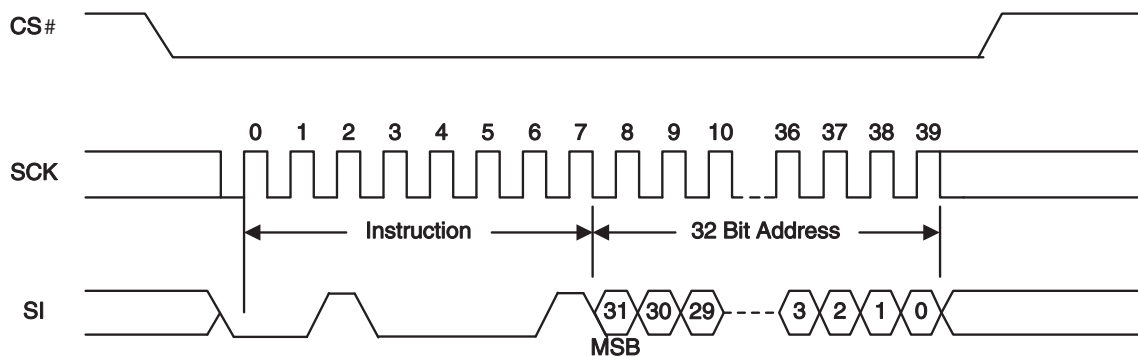 CS#
0 1 2 3 4 5 6 7 8 9 10 36 37 38 39
SCK
Instruction 32 Bit Address
SI 31 30 29 3 2 1 0
MSB